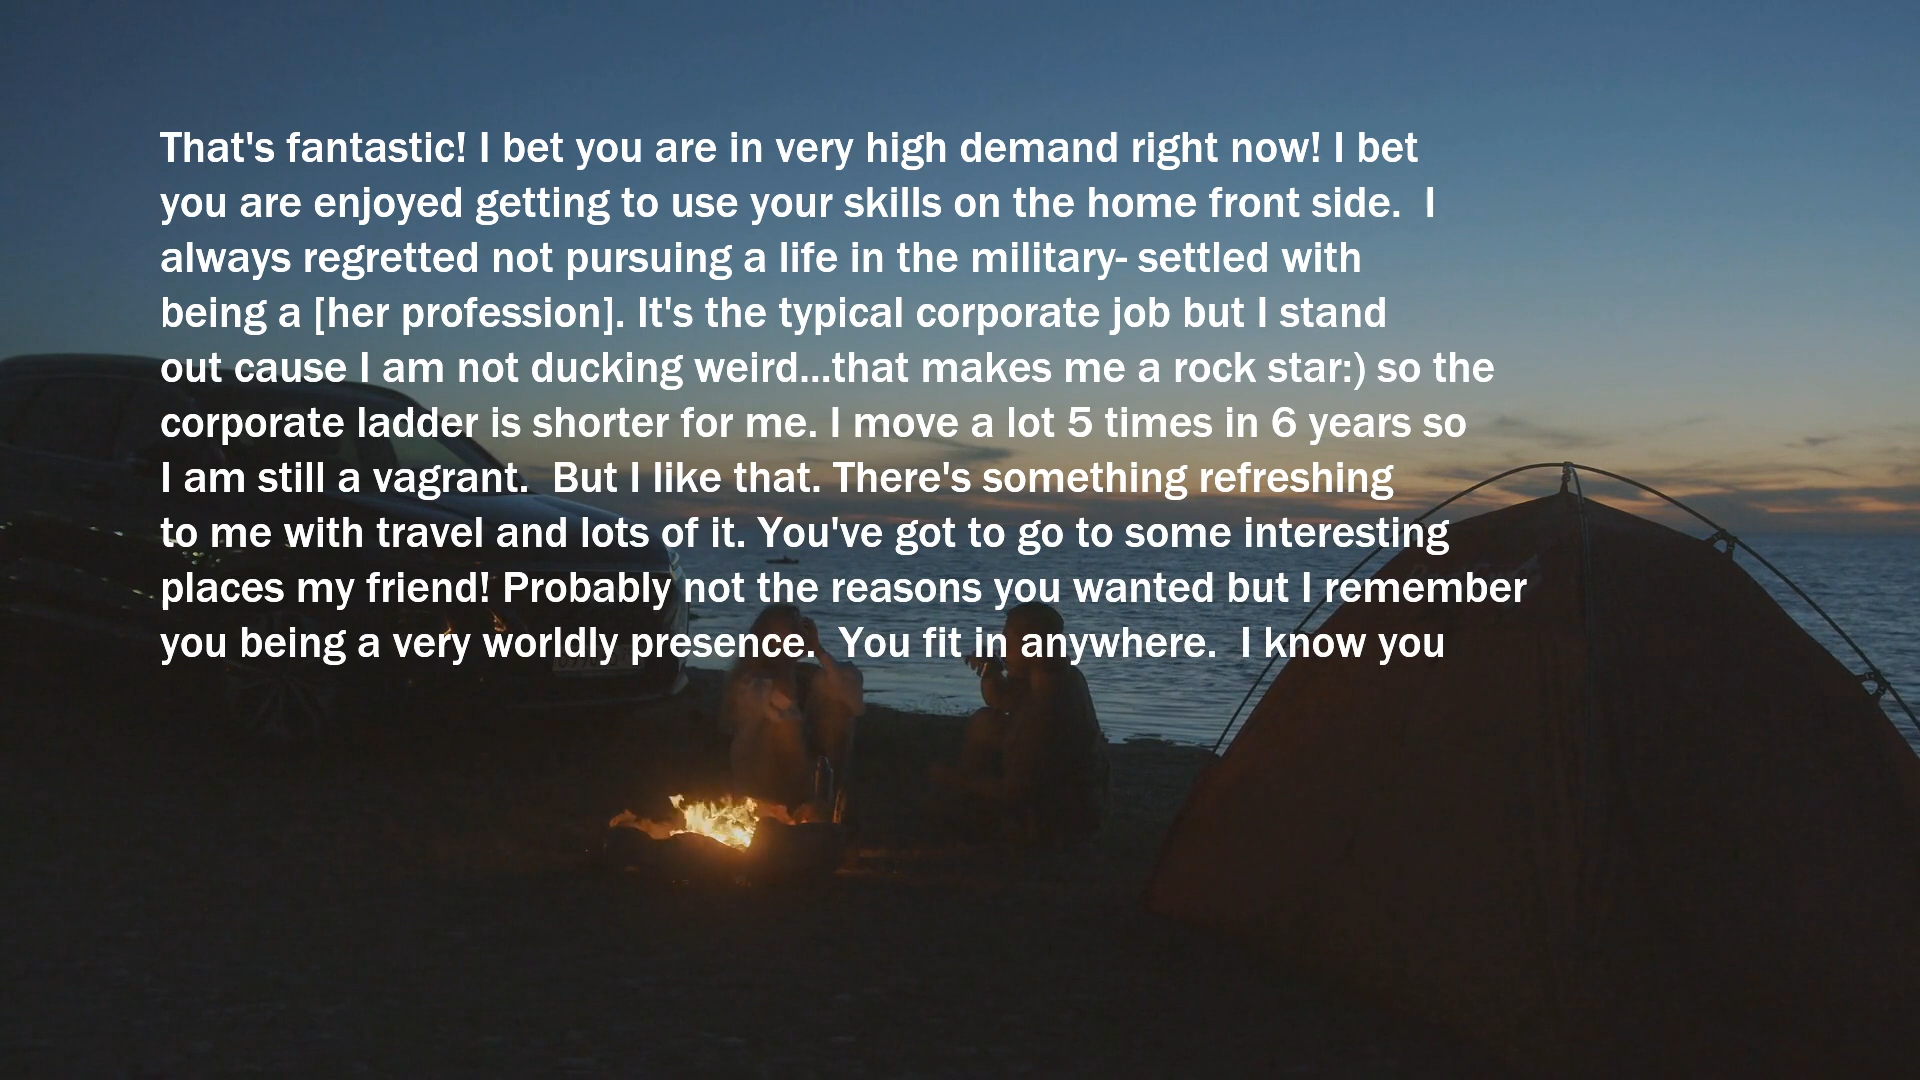 That's fantastic! I bet you are in very high demand right now! I bet
you are enjoyed getting to use your skills on the home front side.  I
always regretted not pursuing a life in the military- settled with
being a [her profession]. It's the typical corporate job but I stand
out cause I am not ducking weird...that makes me a rock star:) so the
corporate ladder is shorter for me. I move a lot 5 times in 6 years so
I am still a vagrant.  But I like that. There's something refreshing
to me with travel and lots of it. You've got to go to some interesting
places my friend! Probably not the reasons you wanted but I remember
you being a very worldly presence.  You fit in anywhere.  I know you